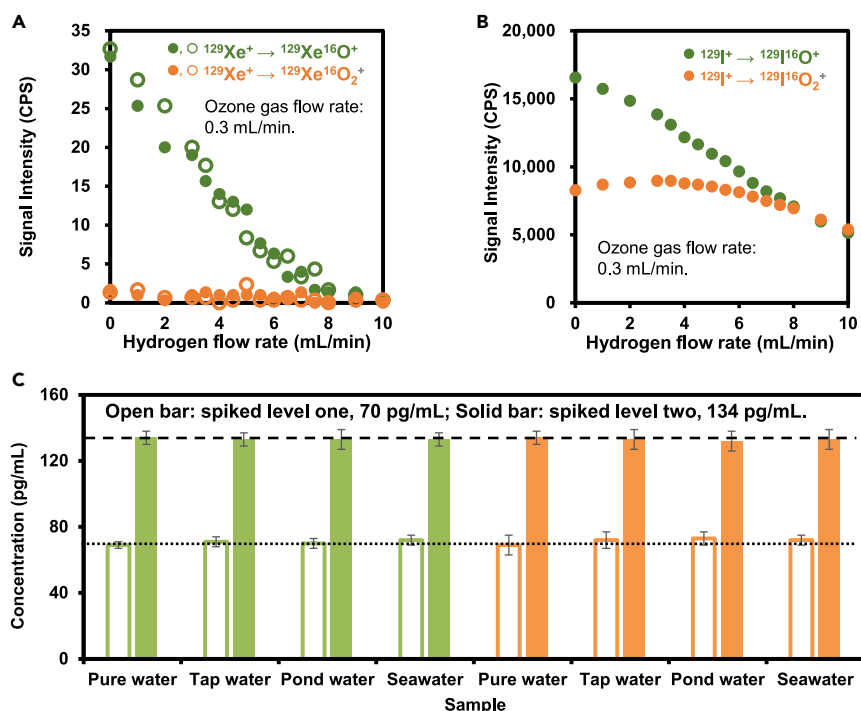 A
35
30
25
20
15
10
5
0
Signal Intensity (CPS)
, ¹²⁹Xe⁺ → ¹²⁹Xe¹⁶O⁺
, ¹²⁹Xe⁺ → ¹²⁹Xe¹⁶O₂⁺
Ozone gas flow rate:
0.3 mL/min.
0 2 4 6 8 10
Hydrogen flow rate (mL/min)
B
20,000
15,000
10,000
5,000
0
Signal Intensity (CPS)
¹²⁹I⁺ → ¹²⁹I¹⁶O⁺
¹²⁹I⁺ → ¹²⁹I¹⁶O₂⁺
Ozone gas flow rate:
0.3 mL/min.
0 2 4 6 8 10
Hydrogen flow rate (mL/min)
C
160
120
80
40
0
Concentration (pg/mL)
Open bar: spiked level one, 70 pg/mL; Solid bar: spiked level two, 134 pg/mL.
Pure water Tap water Pond water Seawater Pure water Tap water Pond water Seawater
Sample